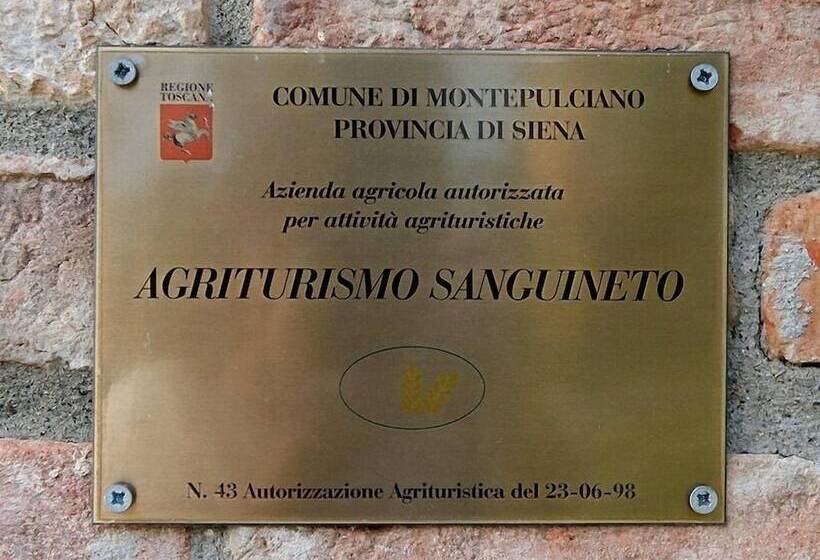 REGIONE
TOSCANA
COMUNE DI MONTEPULCIANO
PROVINCIA DI SIENA
Azienda agricola autorizzata
per attività agrituristiche
AGRITURISMO SANGUINETO
N. 43 Autorizzazione Agrituristica del 23-06-98